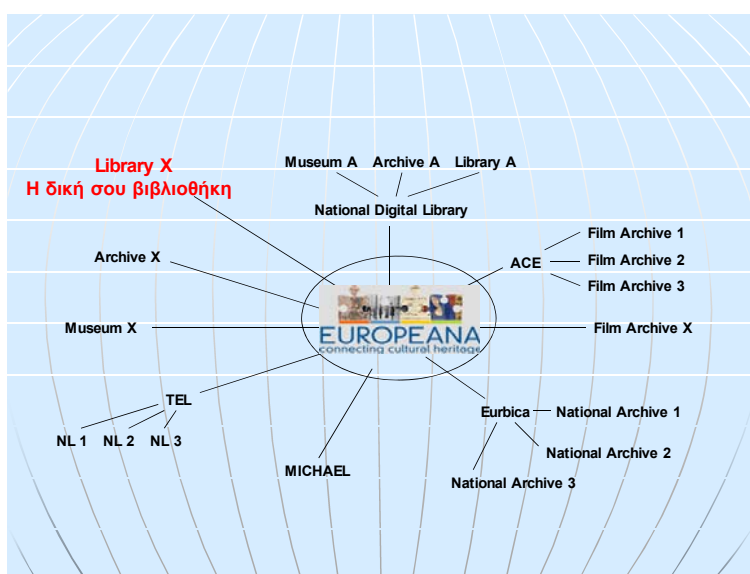 Museum A Archive A Library A
Library X
Η δική σου βιβλιοθήκη
National Digital Library
Film Archive 1
Archive X
ACE
Film Archive 2
Film Archive 3
EUROPEANA
connecting cultural heritage
Museum X
Film Archive X
TEL
Eurbica
National Archive 1
NL 1 NL 2 NL 3
National Archive 2
MICHAEL
National Archive 3